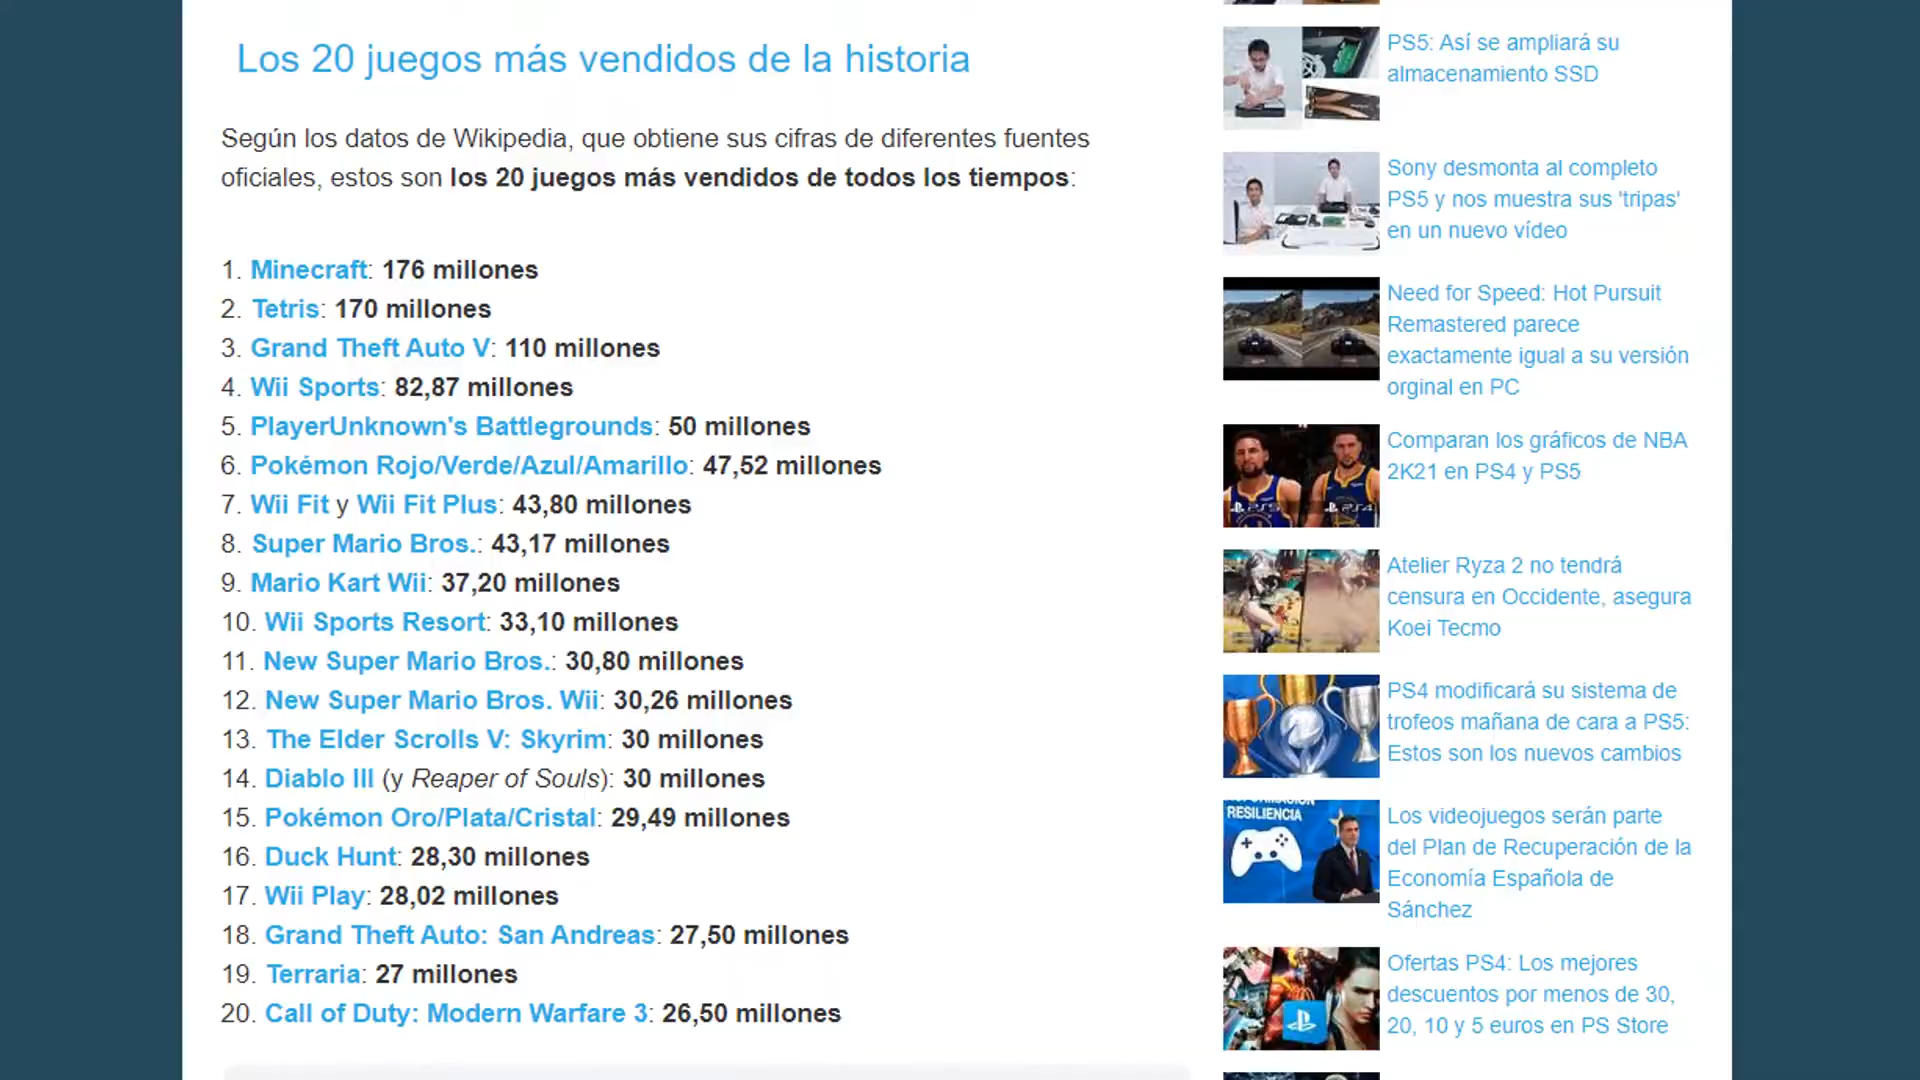 Los 20 juegos más vendidos de la historia
Según los datos de Wikipedia, que obtiene sus cifras de diferentes fuentes
oficiales, estos son los 20 juegos más vendidos de todos los tiempos:
1. Minecraft: 176 millones
2. Tetris: 170 millones
3. Grand Theft Auto V: 110 millones
4. Wii Sports: 82,87 millones
5. PlayerUnknown's Battlegrounds: 50 millones
6. Pokémon Rojo/Verde/Azul/Amarillo: 47,52 millones
7. Wii Fit y Wii Fit Plus: 43,80 millones
8. Super Mario Bros.: 43,17 millones
9. Mario Kart Wii: 37,20 millones
10. Wii Sports Resort: 33,10 millones
11. New Super Mario Bros.: 30,80 millones
12. New Super Mario Bros. Wii: 30,26 millones
13. The Elder Scrolls V: Skyrim: 30 millones
14. Diablo III (y Reaper of Souls): 30 millones
15. Pokémon Oro/Plata/Cristal: 29,49 millones
16. Duck Hunt: 28,30 millones
17. Wii Play: 28,02 millones
18. Grand Theft Auto: San Andreas: 27,50 millones
19. Terraria: 27 millones
20. Call of Duty: Modern Warfare 3: 26,50 millones
PS5: Así se ampliará su
almacenamiento SSD
Sony desmonta al completo
PS5 y nos muestra sus 'tripas'
en un nuevo vídeo
Need for Speed: Hot Pursuit
Remastered parece
exactamente igual a su versión
orginal en PC
PS5 PS4
Comparan los gráficos de NBA
2K21 en PS4 y PS5
Atelier Ryza 2 no tendrá
censura en Occidente, asegura
Koei Tecmo
PS4 modificará su sistema de
trofeos mañana de cara a PS5:
Estos son los nuevos cambios
RESILIENCIA
Los videojuegos serán parte
del Plan de Recuperación de la
Economía Española de
Sánchez
Ofertas PS4: Los mejores
descuentos por menos de 30,
20, 10 y 5 euros en PS Store